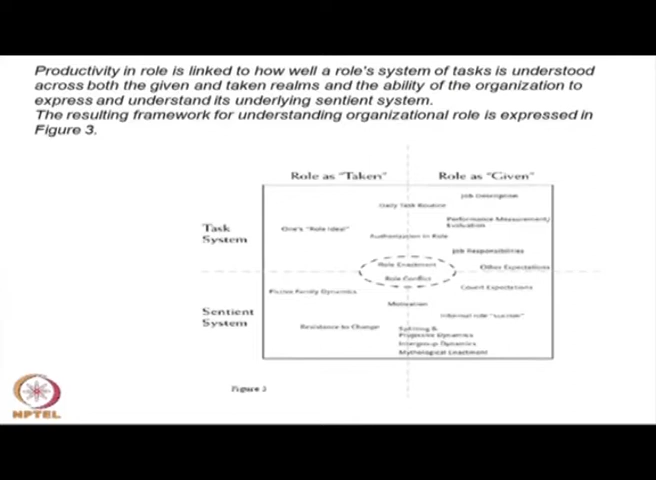 Productivity in role is linked to how well a role's system of tasks is understood
across both the given and taken realms and the ability of the organization to
express and understand its underlying sentient system.
The resulting framework for understanding organizational role is expressed in
Figure 3.
Role as "Taken"
Role as "Given"
Task
System
Job Description
Daily Task Routine
Performance Measurement/
Evaluation
One's "Role Ideal"
Authorization in Role
Job Responsibilities
Role Enactment
Other Expectations
Role Conflict
Covert Expectations
Family Dynamics
Motivation
Sentient
System
Informal role
Resistance to Change
Splitting &
Projective Dynamics
Intergroup Dynamics
Mythological Enactment
Figure 3
NPTEL